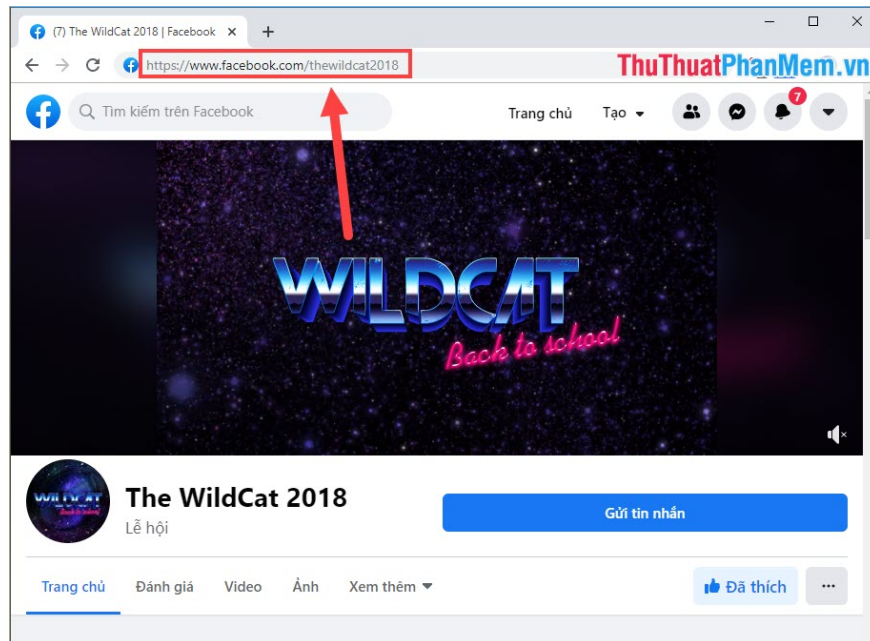 (7) The WildCat 2018 | Facebook
https://www.facebook.com/thewildcat2018
ThuThuatPhanMem.vn
Tìm kiếm trên Facebook
Trang chủ
Tạo
7
WILDCAT
Back to school
WILDCAT
The WildCat 2018
Lễ hội
Gửi tin nhắn
Trang chủ
Đánh giá
Video
Ảnh
Xem thêm
Đã thích